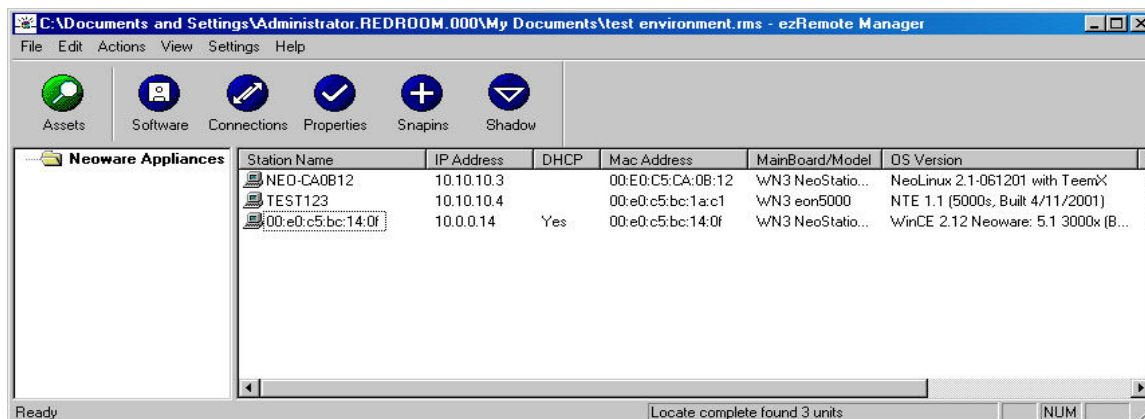 C:\Documents and Settings\Administrator.REDROOM.000\My Documents\test environment.rms - ezRemote Manager
File Edit Actions View Settings Help
Assets Software Connections Properties Snapins Shadow
Neoware Appliances
Station Name IP Address DHCP Mac Address MainBoard/Model OS Version
NEO-CA0B12 10.10.10.3 00:E0:C5:CA:0B:12 WN3 NeoStatio... NeoLinux 2.1-061201 with TeemX
TEST123 10.10.10.4 00:e0:c5:bc:1a:c1 WN3 eon5000 NTE 1.1 (5000s, Built 4/11/2001)
00:e0:c5:bc:14:0f 10.0.0.14 Yes 00:e0:c5:bc:14:0f WN3 NeoStatio... WinCE 2.12 Neoware: 5.1 3000x (B...
Ready Locate complete found 3 units NUM